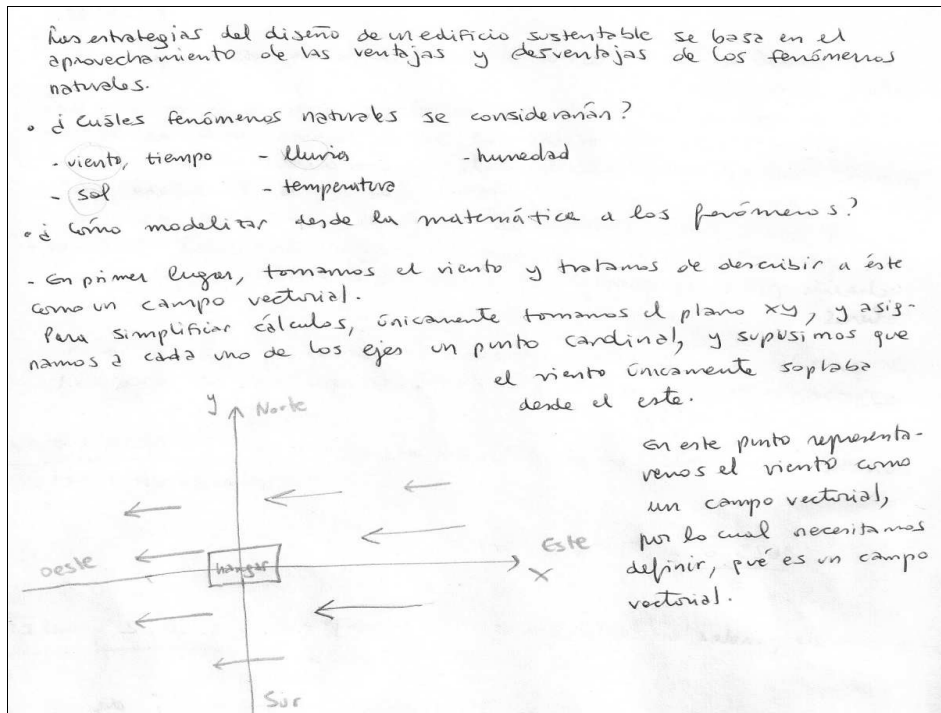 Las estrategias del diseño de un edificio sustentable se basa en el
aprovechamiento de las ventajas y desventajas de los fenómenos
naturales.
• ¿Cuáles fenómenos naturales se considerarán?
- viento, tiempo - lluvia - humedad
- sol - temperatura
• ¿Cómo modelizar desde la matemática a los fenómenos?
- En primer lugar, tomamos el viento y tratamos de describir a éste
como un campo vectorial.
Para simplificar cálculos, únicamente tomamos el plano xy, y asig-
namos a cada uno de los ejes un punto cardinal, y supusimos que
el viento únicamente soplaba
desde el este.
y Norte
En este punto representa-
remos el viento como
un campo vectorial,
por lo cual necesitamos
definir, qué es un campo
vectorial.
oeste
hangar
Este
x
Sur